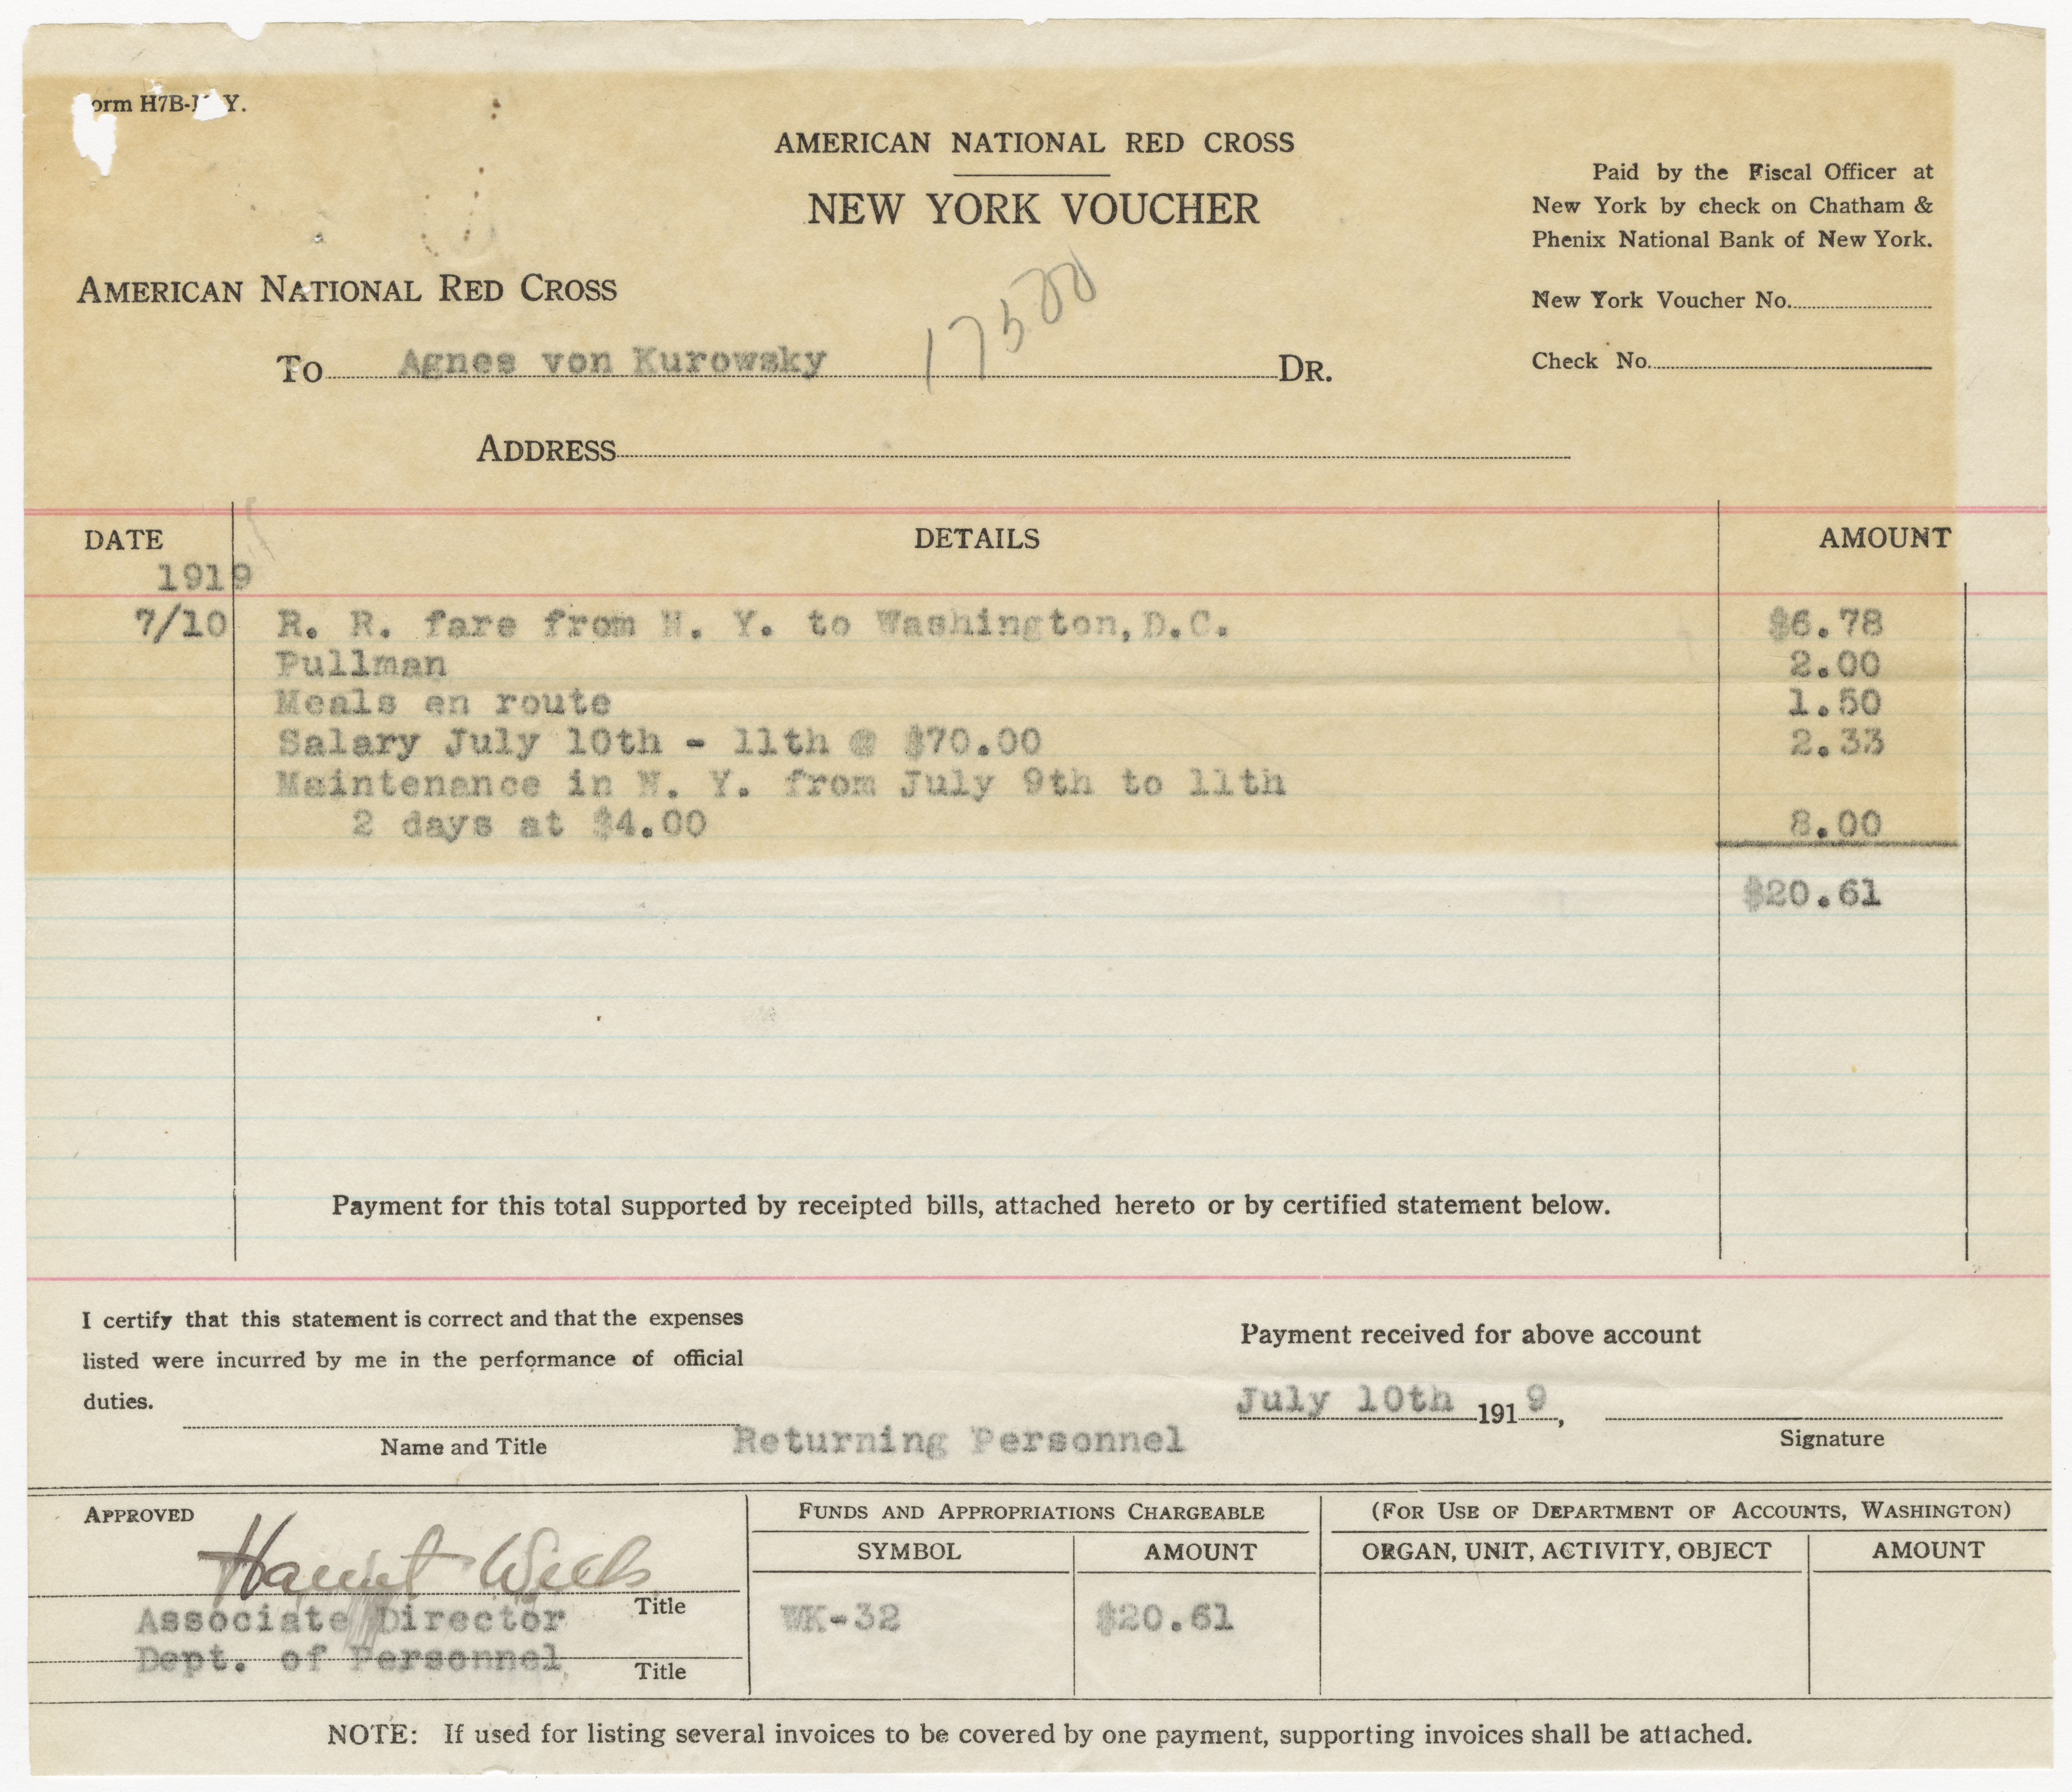 orm H7B- Y.
AMERICAN NATIONAL RED CROSS
NEW YORK VOUCHER
Paid by the Fiscal Officer at
New York by check on Chatham &
Phenix National Bank of New York.
AMERICAN NATIONAL RED CROSS
New York Voucher No.
17500
To Agnes von Kurowsky DR.
Check No.
ADDRESS
DATE DETAILS AMOUNT
1919
7/10 R. R. fare from N. Y. to Washington, D.C. $6.78
Pullman 2.00
Meals en route 1.50
Salary July 10th - 11th @ $70.00 2.33
Maintenance in N. Y. from July 9th to 11th
2 days at $4.00 8.00
$20.61
Payment for this total supported by receipted bills, attached hereto or by certified statement below.
I certify that this statement is correct and that the expenses
listed were incurred by me in the performance of official
duties.
Name and Title
Payment received for above account
July 10th 1919,
Signature
Returning Personnel
APPROVED
Harriet Weeks
Title
Associate Director
Dept. of Personnel
Title
FUNDS AND APPROPRIATIONS CHARGEABLE
SYMBOL AMOUNT
WK-32 $20.61
(FOR USE OF DEPARTMENT OF ACCOUNTS, WASHINGTON)
ORGAN, UNIT, ACTIVITY, OBJECT AMOUNT
NOTE: If used for listing several invoices to be covered by one payment, supporting invoices shall be attached.